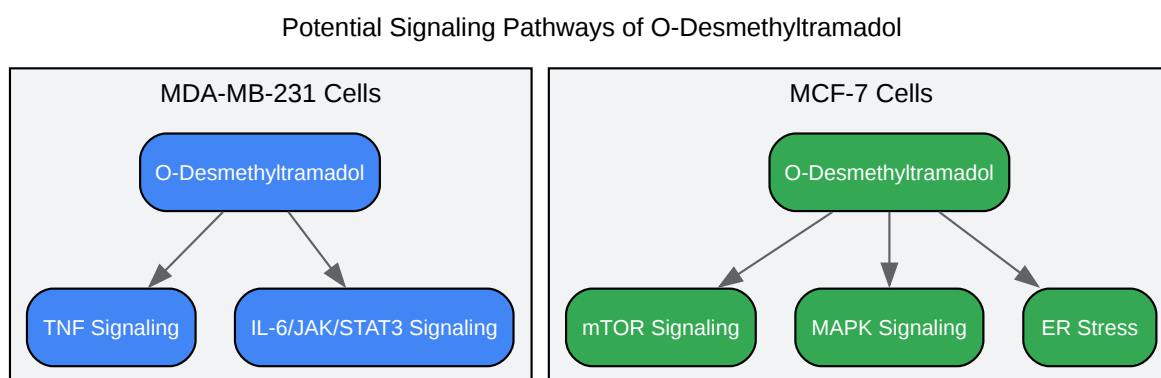 Potential Signaling Pathways of O-Desmethyltramadol
MDA-MB-231 Cells
O-Desmethyltramadol
TNF Signaling
IL-6/JAK/STAT3 Signaling
MCF-7 Cells
O-Desmethyltramadol
mTOR Signaling
MAPK Signaling
ER Stress